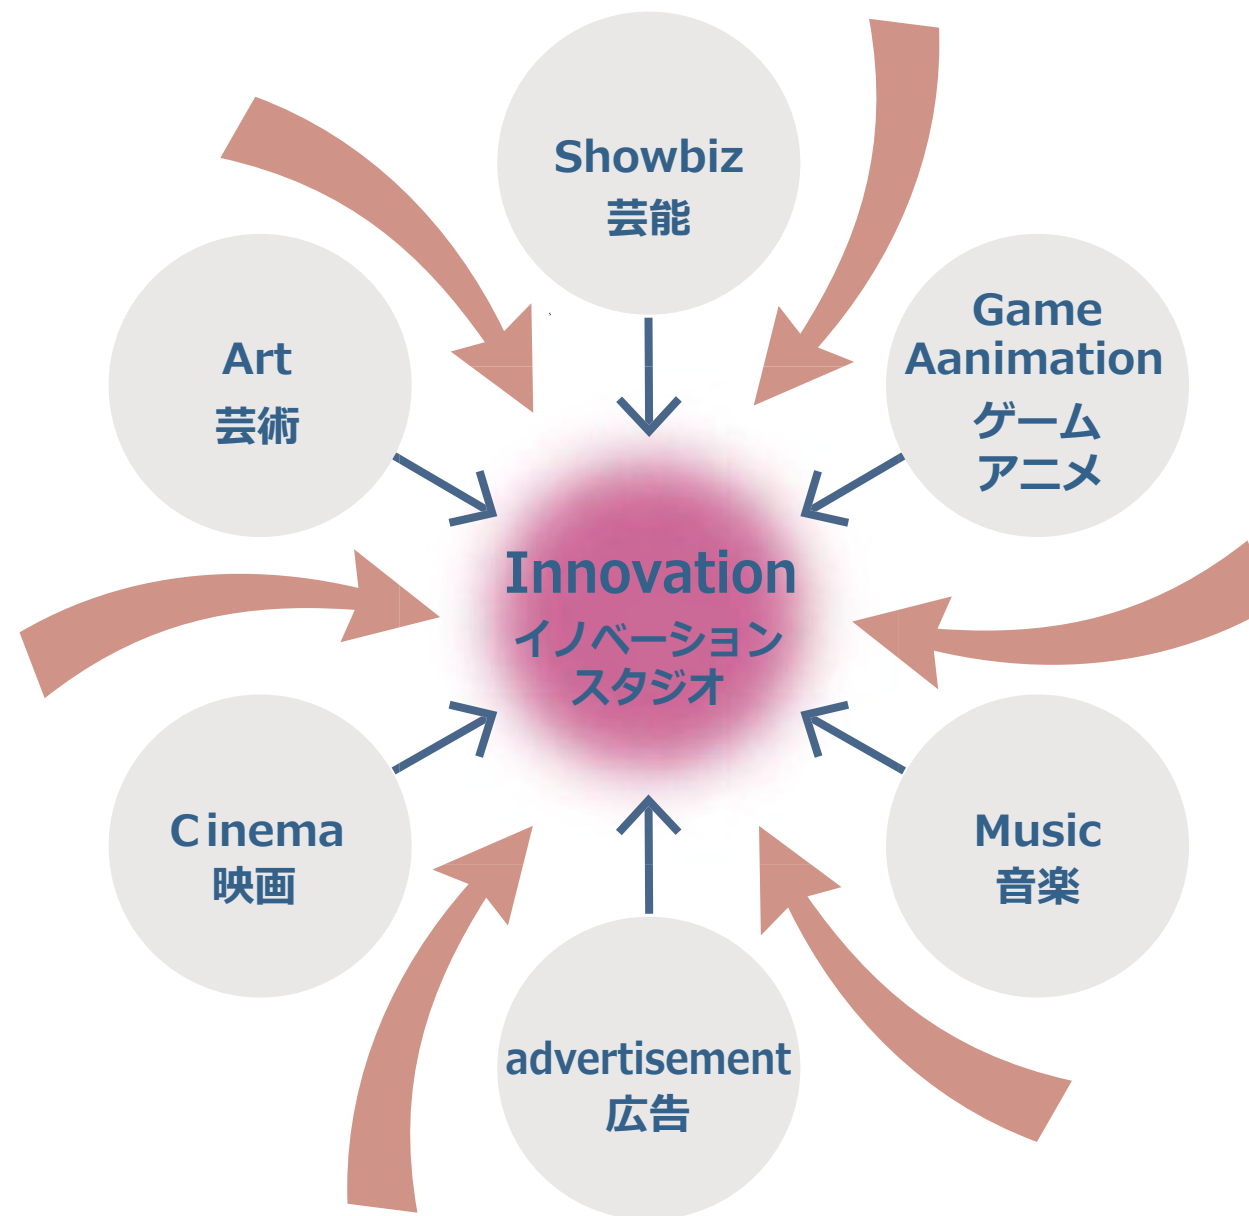 Showbiz
芸能
Game
Aanimation
ゲーム
アニメ
Art
芸術
Innovation
イノベーション
スタジオ
Cinema
映画
Music
音楽
advertisement
広告